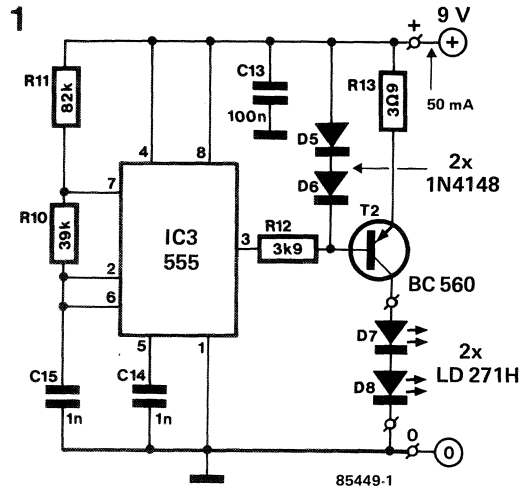 1
9 V
+
+
R11
82k
C13
100n
R13
3Ω9
50 mA
D5
D6
2x
1N4148
4
8
7
R10
39k
IC3
555
3
R12
3k9
T2
BC 560
2
6
5
1
C15
1n
C14
1n
D7
D8
2x
LD 271H
0
0
85449-1